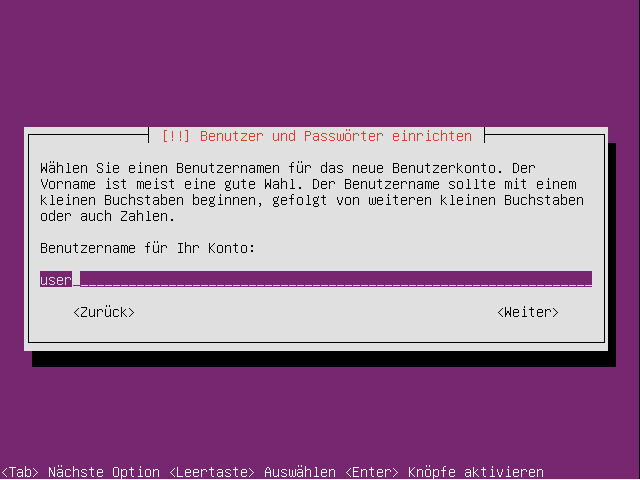 [!!] Benutzer und Passwörter einrichten
Wählen Sie einen Benutzernamen für das neue Benutzerkonto. Der
Vorname ist meist eine gute Wahl. Der Benutzername sollte mit einem
kleinen Buchstaben beginnen, gefolgt von weiteren kleinen Buchstaben
oder auch Zahlen.
Benutzername für Ihr Konto:
user
<Zurück> <Weiter>
<Tab> Nächste Option <Leertaste> Auswählen <Enter> Knöpfe aktivieren